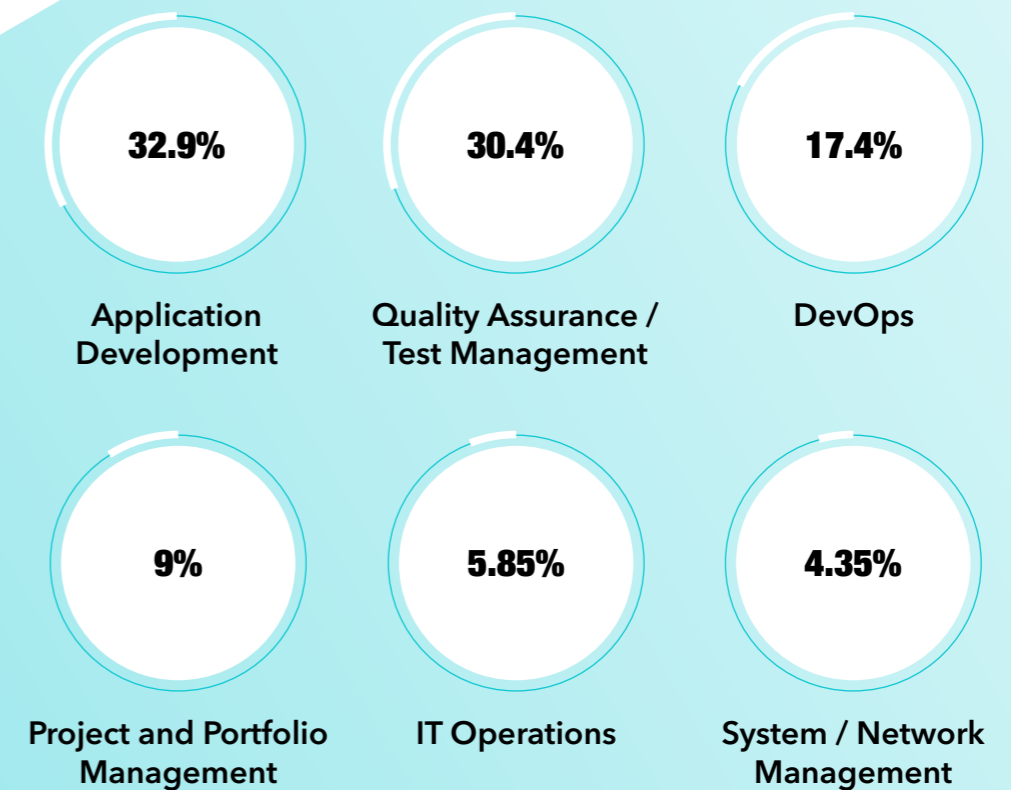 32.9%
30.4%
17.4%
Application
Development
Quality Assurance /
Test Management
DevOps
9%
5.85%
4.35%
Project and Portfolio
Management
IT Operations
System / Network
Management